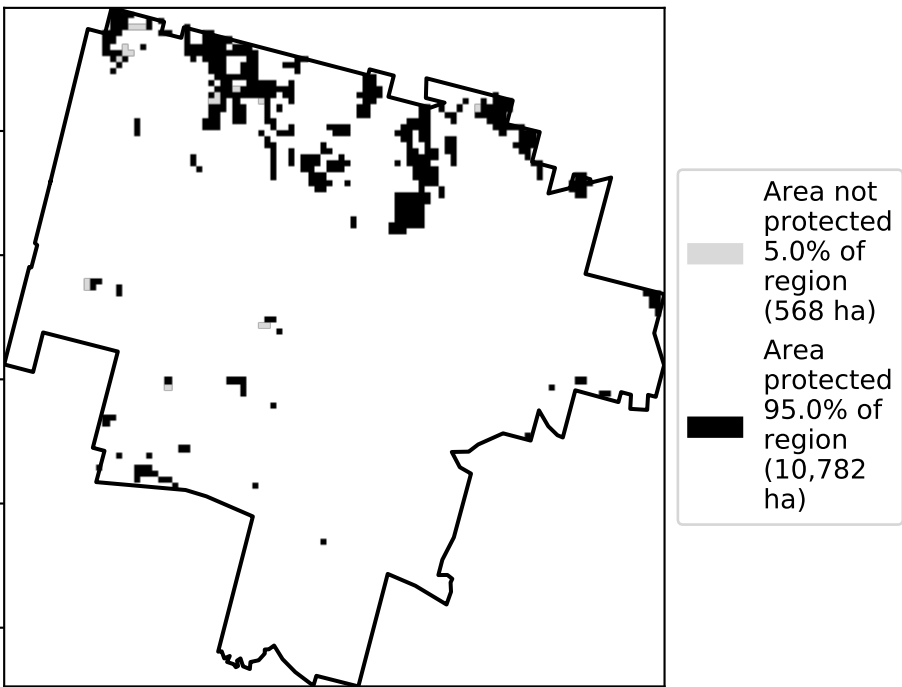 Area not
protected
5.0% of
region
(568 ha)
Area
protected
95.0% of
region
(10,782
ha)